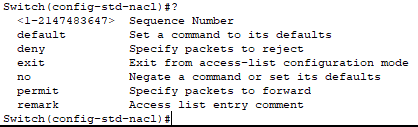 Switch(config-std-nacl)#?
<1-2147483647> Sequence Number
default Set a command to its defaults
deny Specify packets to reject
exit Exit from access-list configuration mode
no Negate a command or set its defaults
permit Specify packets to forward
remark Access list entry comment
Switch(config-std-nacl)#